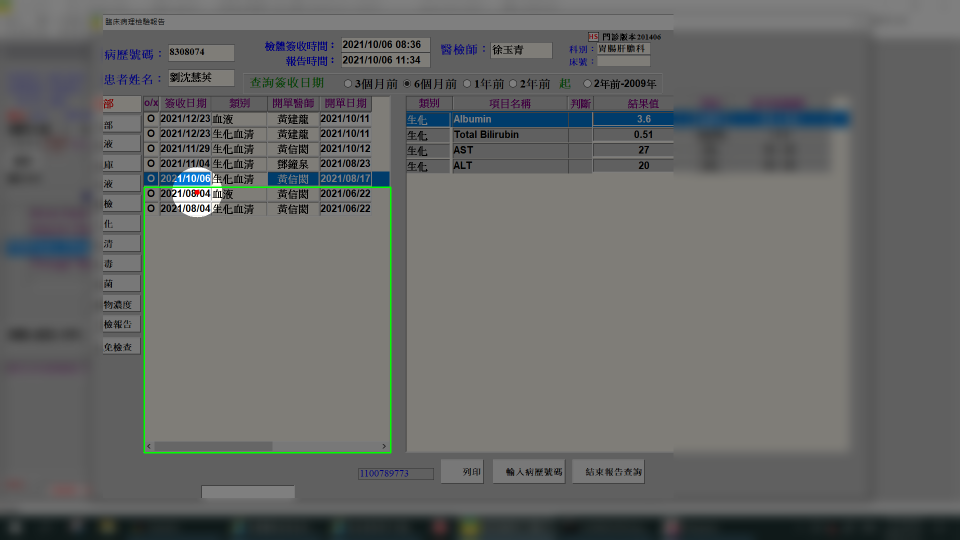 臨床病理檢驗報告
HS 門診版本201406
病歷號碼： 8308074 檢體簽收時間： 2021/10/06 08:36 醫檢師： 徐玉青 科別： 胃腸肝膽科
報告時間： 2021/10/06 11:34 床號：
患者姓名： 劉沈慧英 查詢簽收日期 3個月前 6個月前 1年前 2年前 起 2年前-2009年
部 o/x 簽收日期 類別 開單醫師 開單日期 類別 項目名稱 判斷 結果值
部 O 2021/12/23 血液 黃建龍 2021/10/11 生化 Albumin 3.6
O 2021/12/23 生化血清 黃建龍 2021/10/11 生化 Total Bilirubin 0.51
液 O 2021/11/29 生化血清 黃信閎 2021/10/12 生化 AST 27
庫 O 2021/11/04 生化血清 鄧鐘泉 2021/08/23 生化 ALT 20
液 O 2021/10/06 生化血清 黃信閎 2021/08/17
O 2021/08/04 血液 黃信閎 2021/06/22
檢 O 2021/08/04 生化血清 黃信閎 2021/06/22
化
清
毒
菌
物濃度
檢報告
免檢查
1100789773 列印 輸入病歷號碼 結束報告查詢